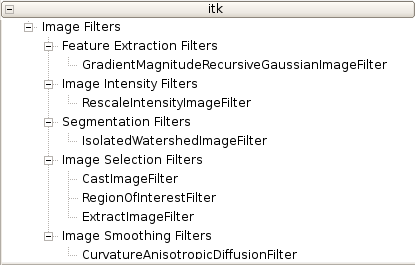 itk
Image Filters
Feature Extraction Filters
GradientMagnitudeRecursiveGaussianImageFilter
Image Intensity Filters
RescaleIntensityImageFilter
Segmentation Filters
IsolatedWatershedImageFilter
Image Selection Filters
CastImageFilter
RegionOfInterestFilter
ExtractImageFilter
Image Smoothing Filters
CurvatureAnisotropicDiffusionFilter